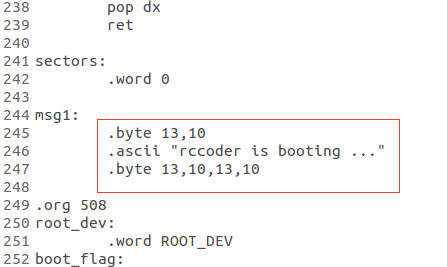 238         pop dx
239         ret
240
241 sectors:
242         .word 0
243
244 msg1:
245         .byte 13,10
246         .ascii "rccoder is booting ..."
247         .byte 13,10,13,10
248
249 .org 508
250 root_dev:
251         .word ROOT_DEV
252 boot_flag: